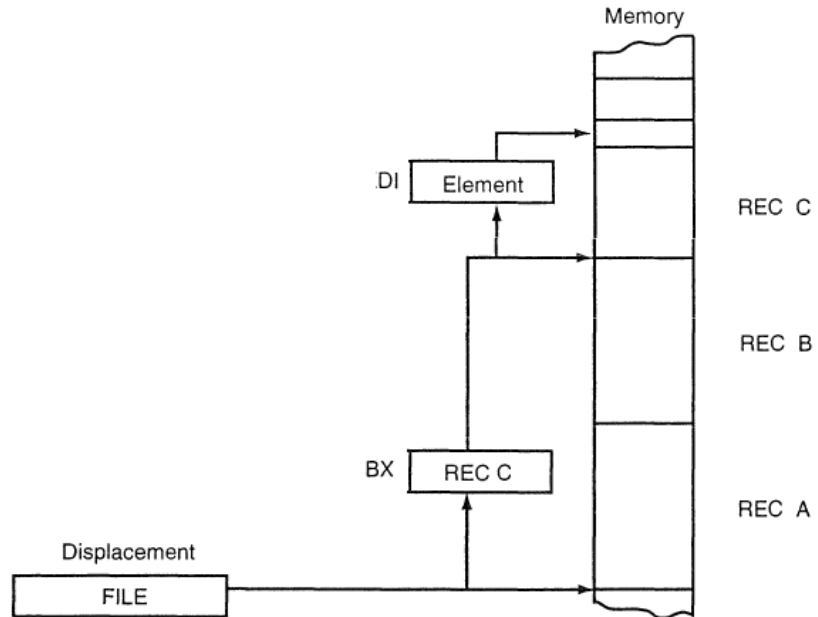 Memory
DI
Element
REC C
REC B
BX
REC C
REC A
Displacement
FILE